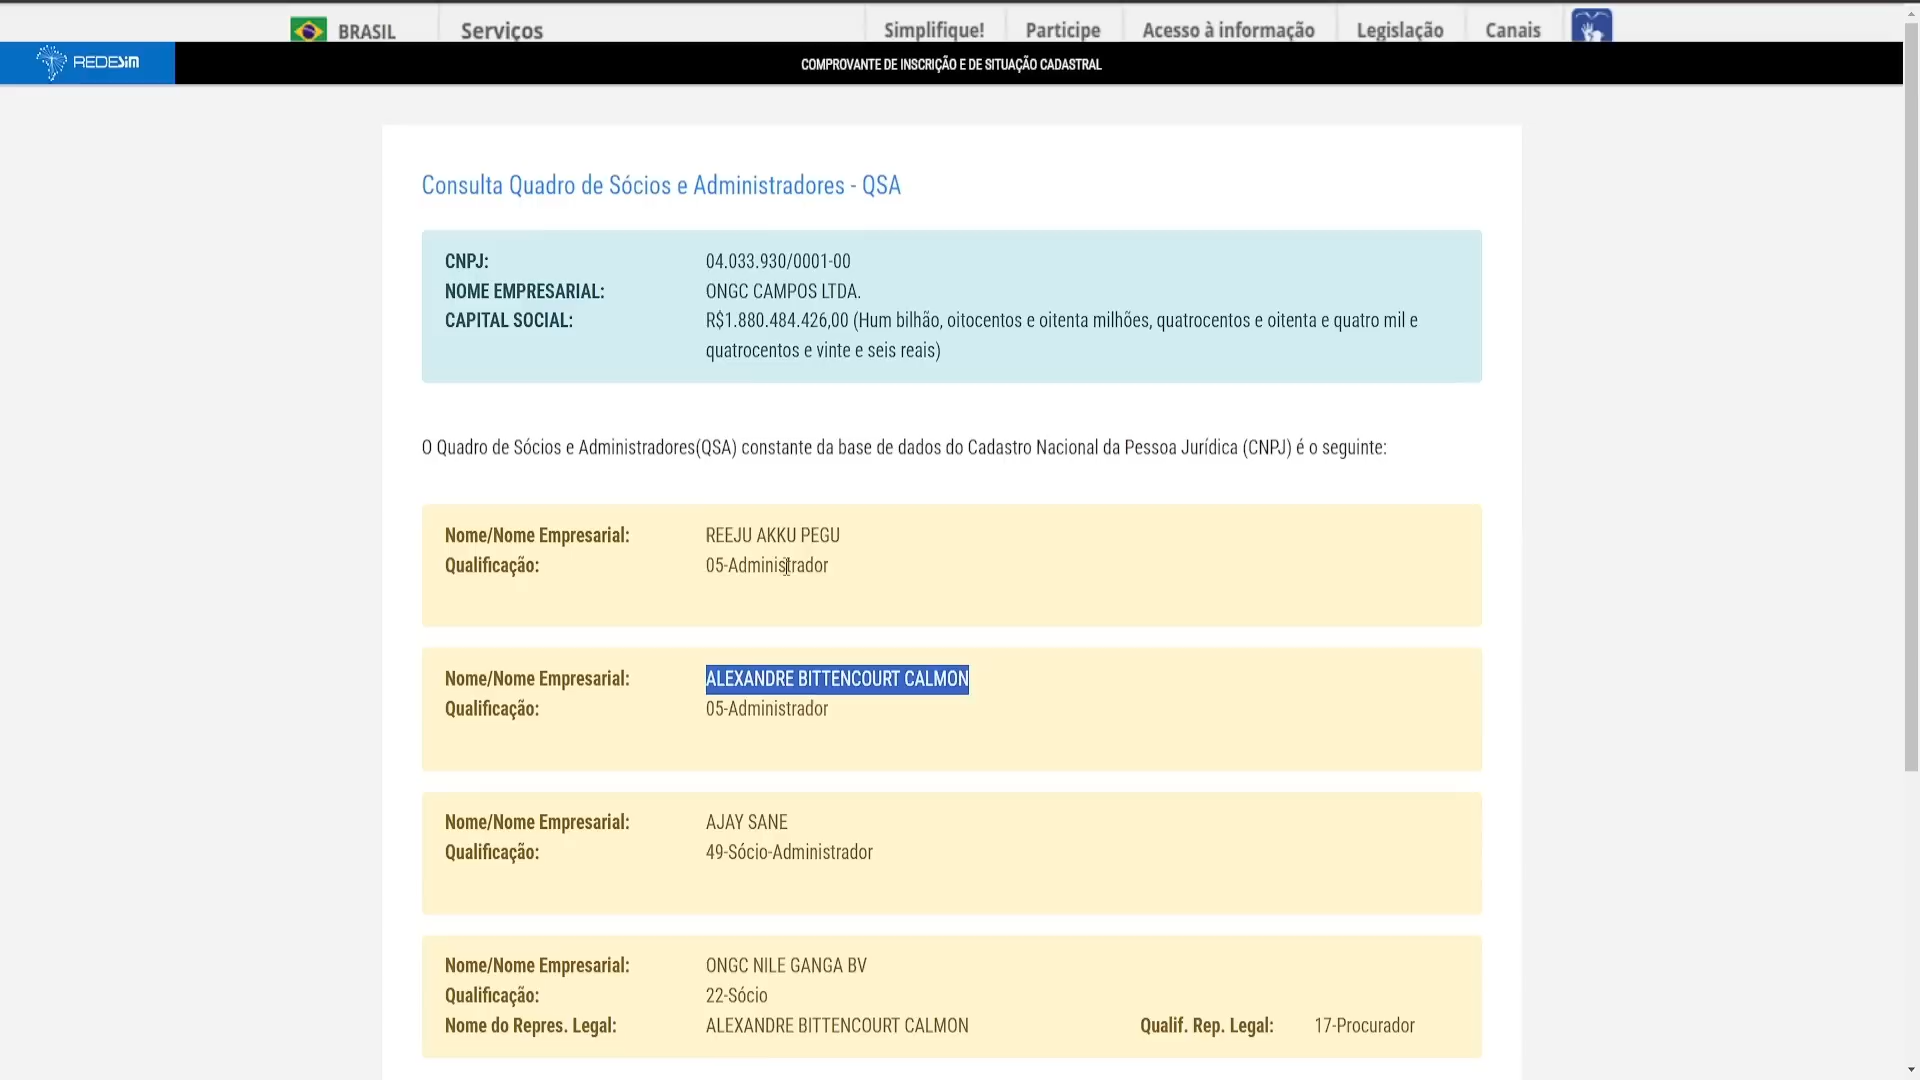 BRASIL Serviços Simplifique! Participe Acesso à informação Legislação Canais
REDESIM COMPROVANTE DE INSCRIÇÃO E DE SITUAÇÃO CADASTRAL
Consulta Quadro de Sócios e Administradores - QSA
CNPJ: 04.033.930/0001-00
NOME EMPRESARIAL: ONGC CAMPOS LTDA.
CAPITAL SOCIAL: R$1.880.484.426,00 (Hum bilhão, oitocentos e oitenta milhões, quatrocentos e oitenta e quatro mil e
quatrocentos e vinte e seis reais)
O Quadro de Sócios e Administradores(QSA) constante da base de dados do Cadastro Nacional da Pessoa Jurídica (CNPJ) é o seguinte:
Nome/Nome Empresarial: REEJU AKKU PEGU
Qualificação: 05-Administrador
Nome/Nome Empresarial: ALEXANDRE BITTENCOURT CALMON
Qualificação: 05-Administrador
Nome/Nome Empresarial: AJAY SANE
Qualificação: 49-Sócio-Administrador
Nome/Nome Empresarial: ONGC NILE GANGA BV
Qualificação: 22-Sócio
Nome do Repres. Legal: ALEXANDRE BITTENCOURT CALMON Qualif. Rep. Legal: 17-Procurador